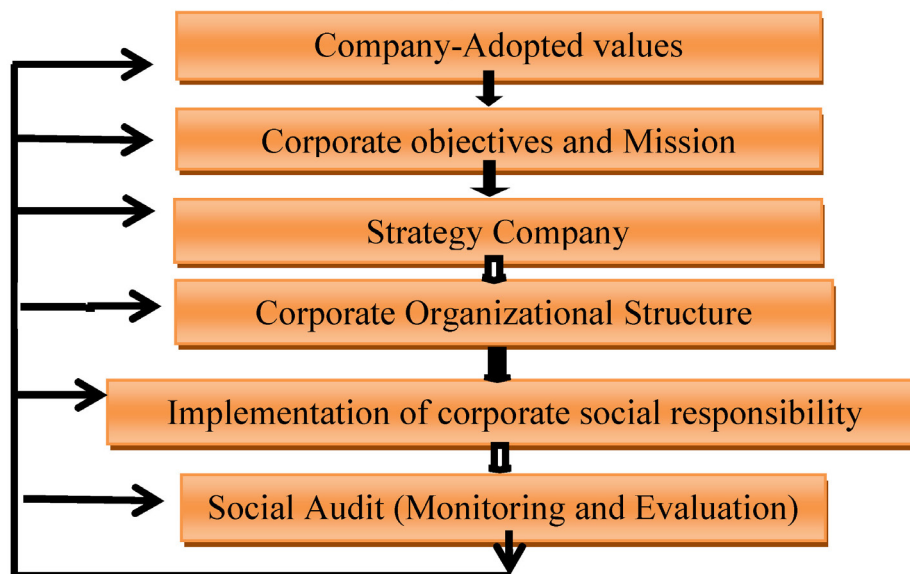 Company-Adopted values
Corporate objectives and Mission
Strategy Company
Corporate Organizational Structure
Implementation of corporate social responsibility
Social Audit (Monitoring and Evaluation)